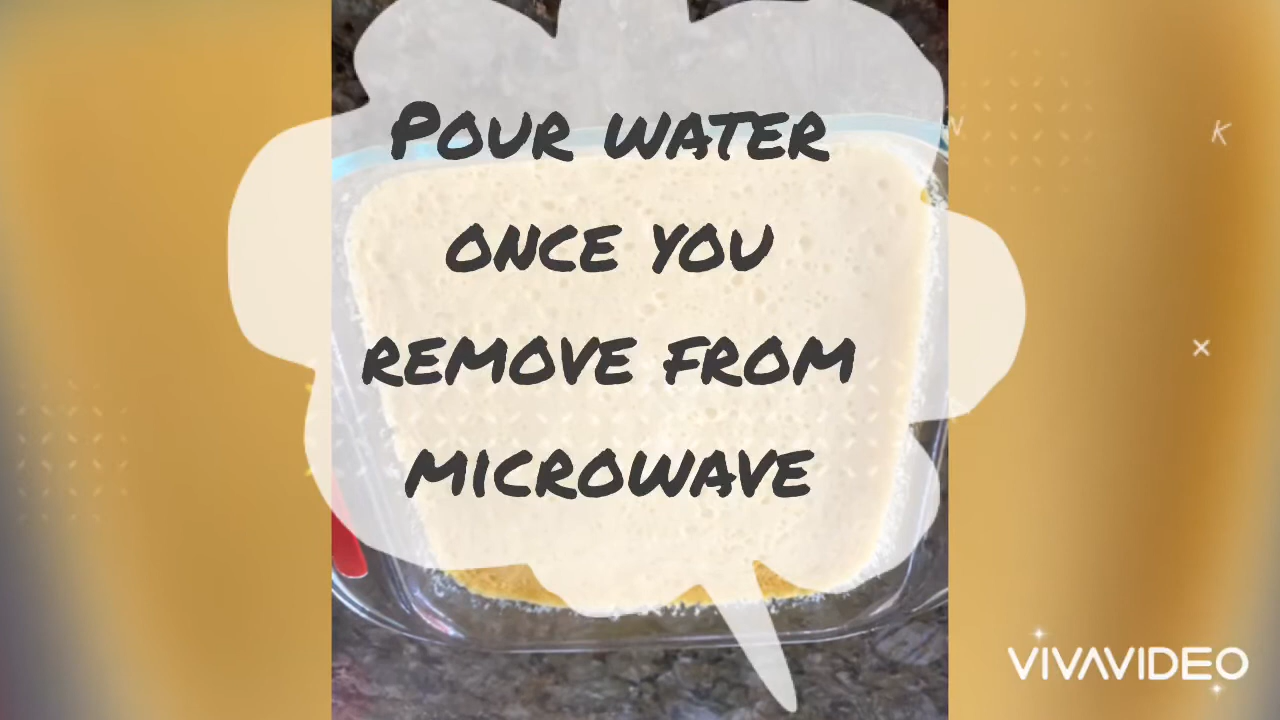 POUR WATER
ONCE YOU
REMOVE FROM
MICROWAVE
N
K
VIVAVIDEO